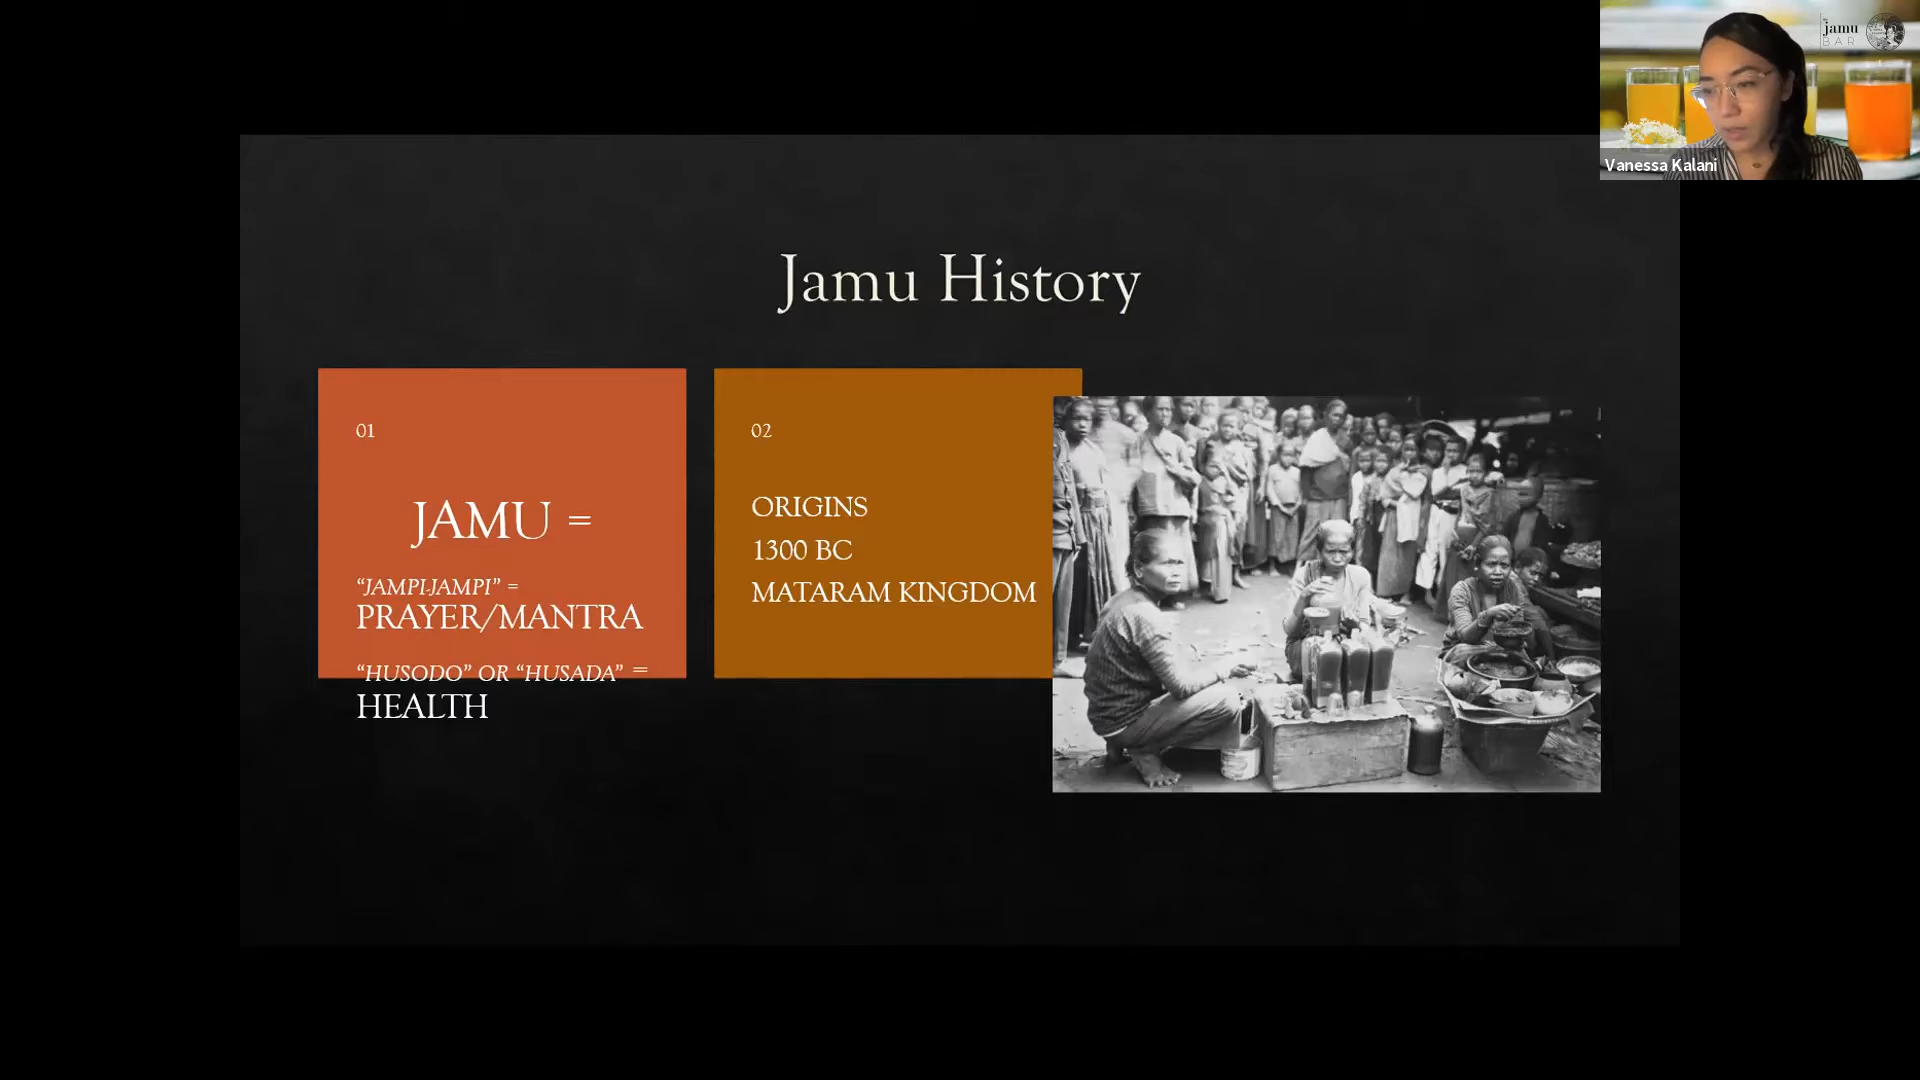 jamu
BAR
Vanessa Kalani
Jamu History
01
JAMU =
“JAMPI-JAMPI” =
PRAYER/MANTRA
“HUSODO” OR “HUSADA” =
HEALTH
02
ORIGINS
1300 BC
MATARAM KINGDOM